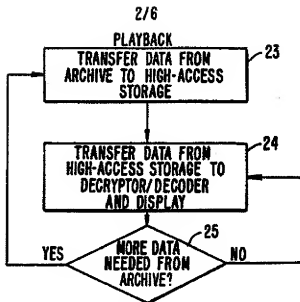 2/6
PLAYBACK
TRANSFER DATA FROM
ARCHIVE TO HIGH-ACCESS
STORAGE
23
TRANSFER DATA FROM
HIGH-ACCESS STORAGE TO
DECRYPTOR/DECODER
AND DISPLAY
24
YES
MORE DATA
NEEDED FROM
ARCHIVE?
25
NO